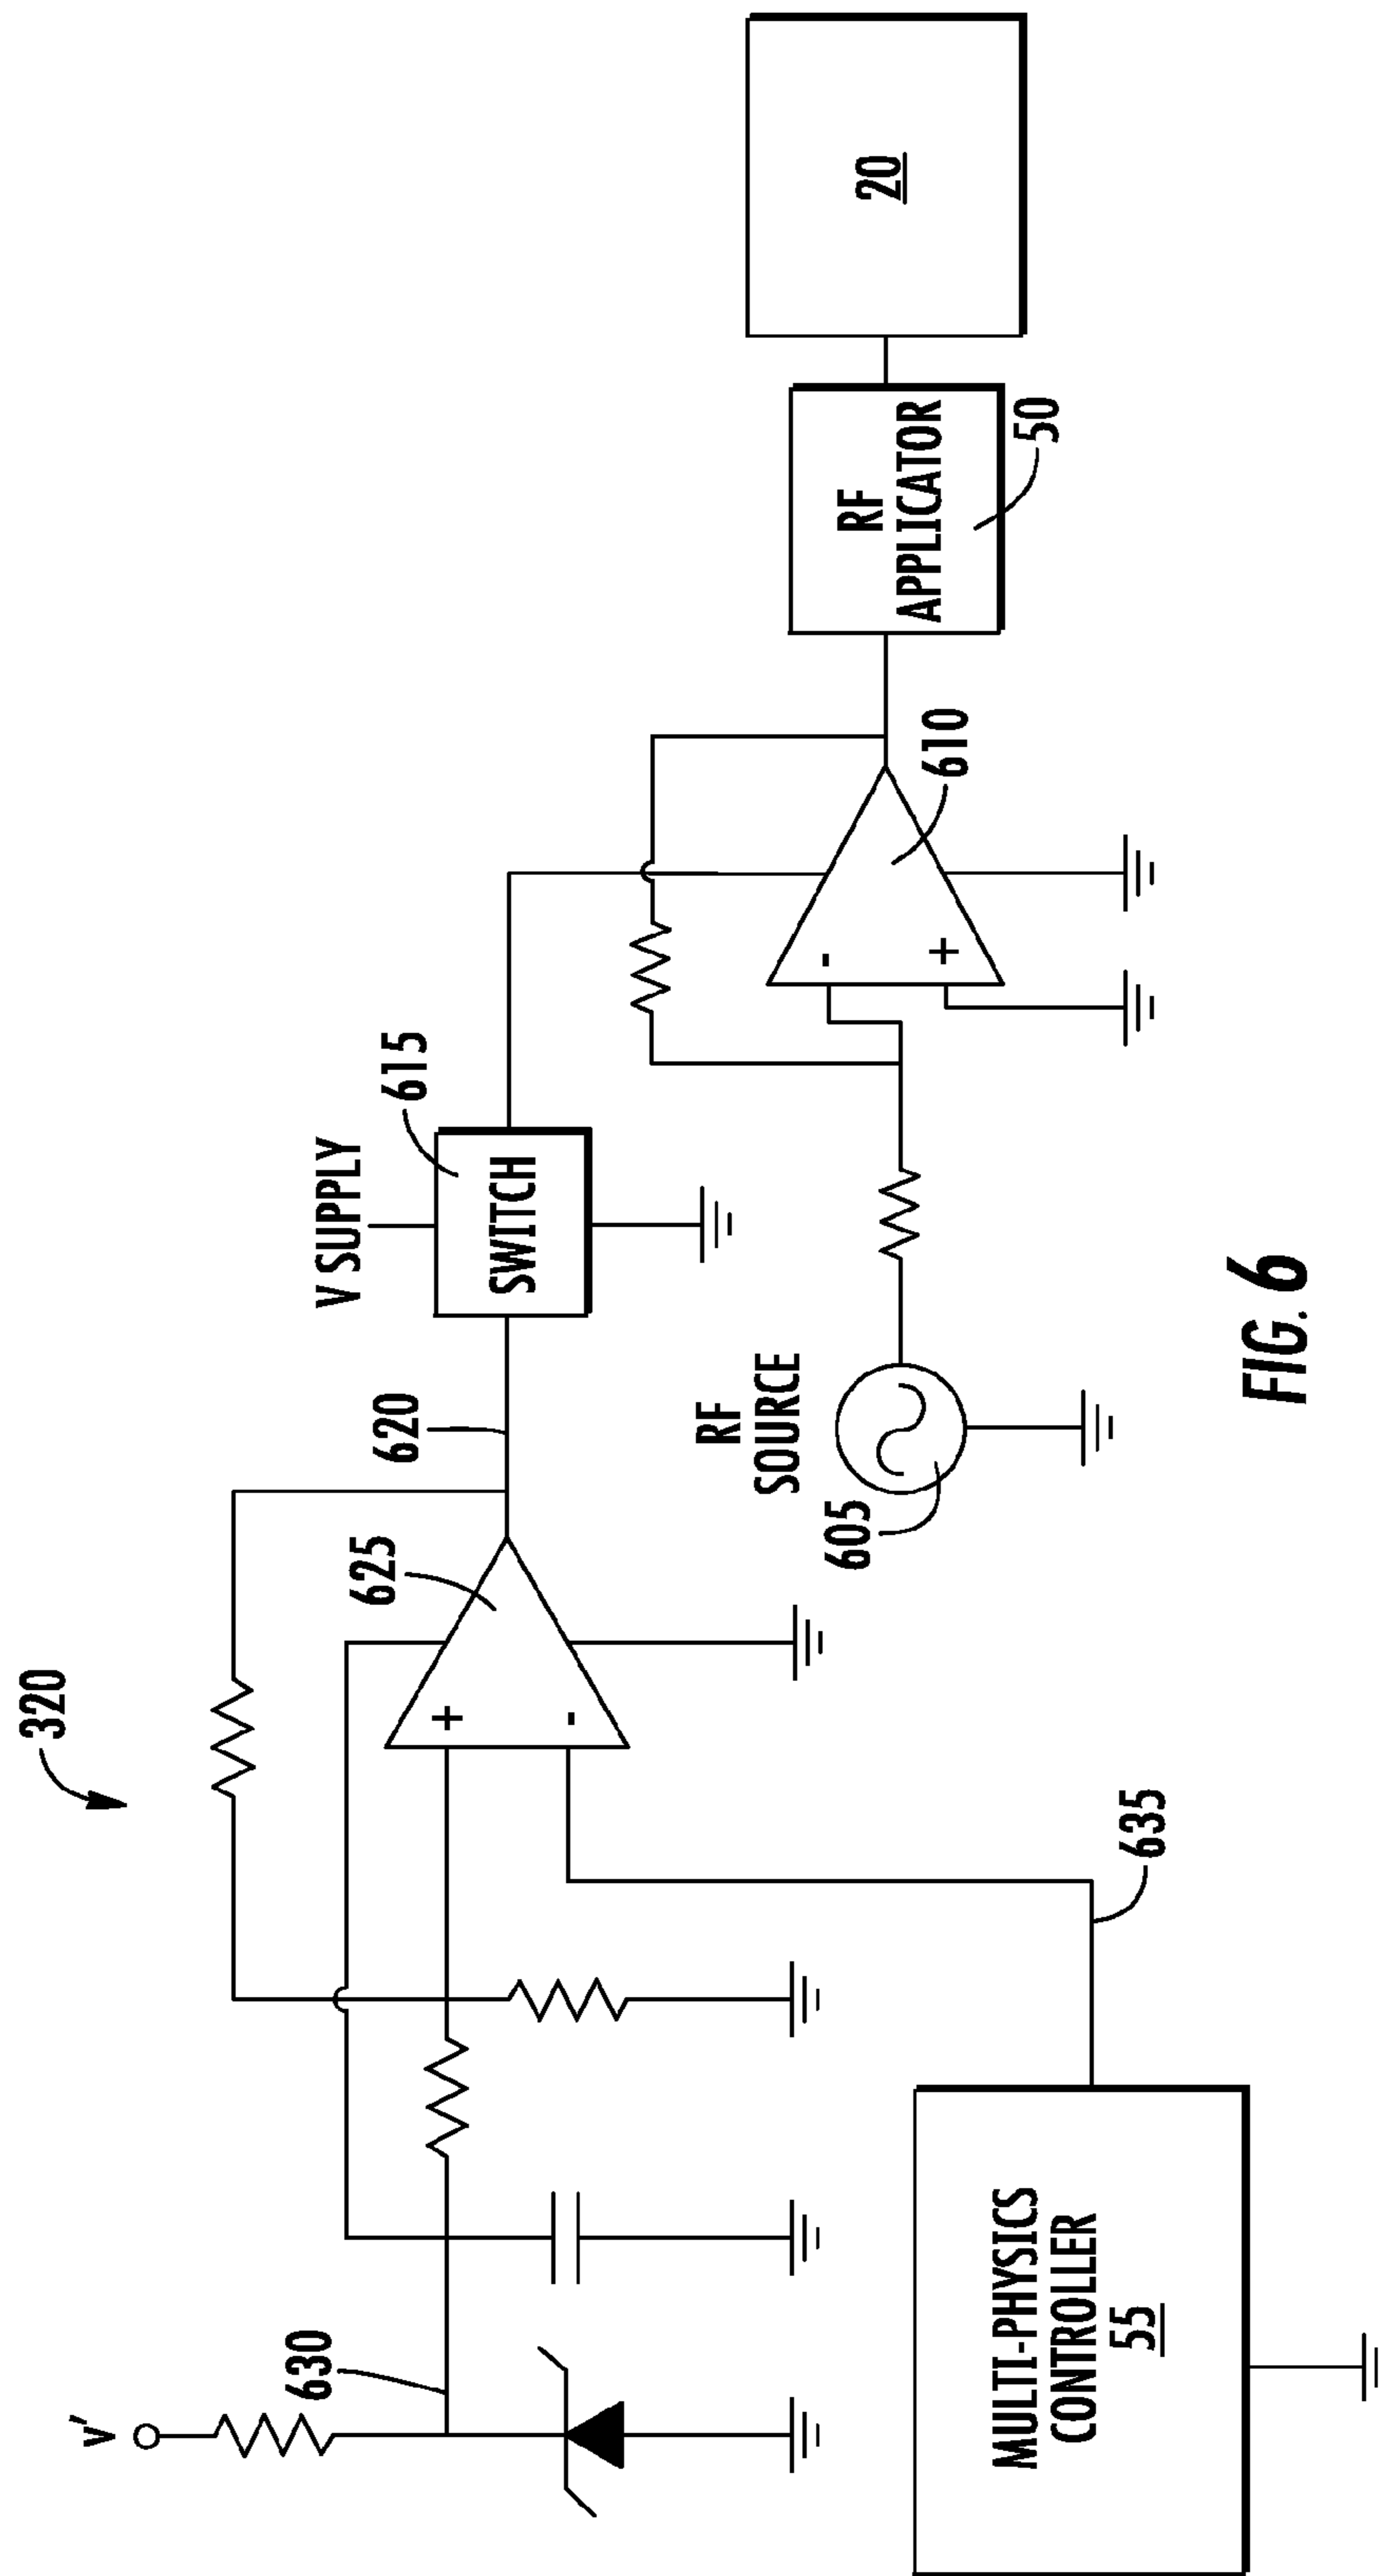 320
V'
630
+
-
625
620
V SUPPLY
615
SWITCH
MULTI-PHYSICS
CONTROLLER
55
635
RF
SOURCE
605
-
+
610
RF
APPLICATOR
50
20
FIG. 6